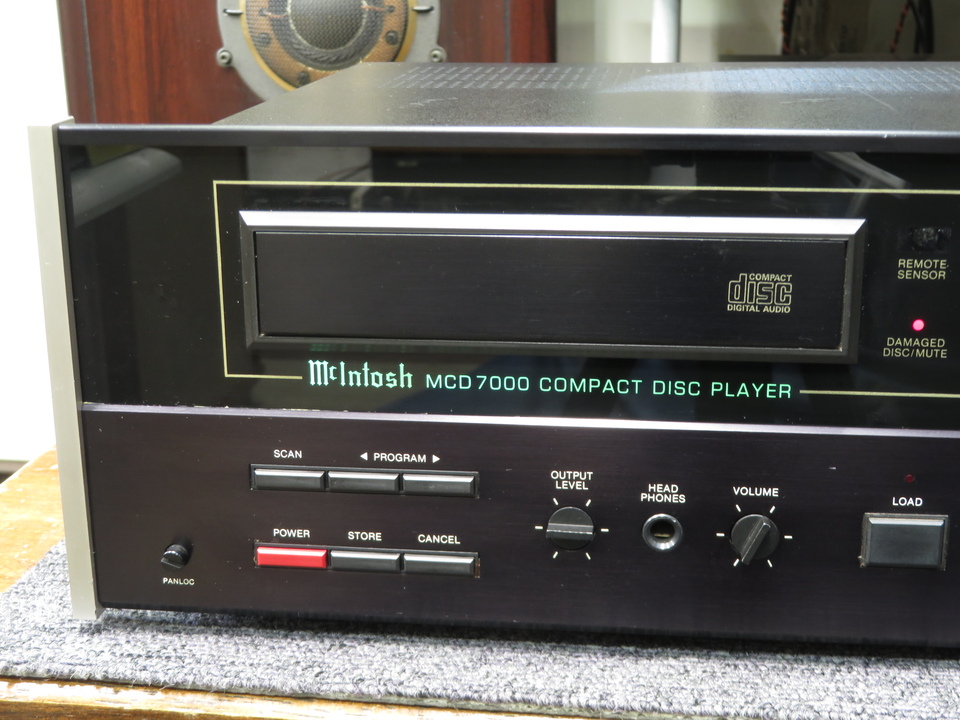 COMPACT
disc
DIGITAL AUDIO
REMOTE-
SENSOR
DAMAGED
DISC/MUTE
McIntosh MCD7000 COMPACT DISC PLAYER
SCAN
◄ PROGRAM ►
OUTPUT
LEVEL
HEAD
PHONES
VOLUME
LOAD
POWER
STORE
CANCEL
PANLOC